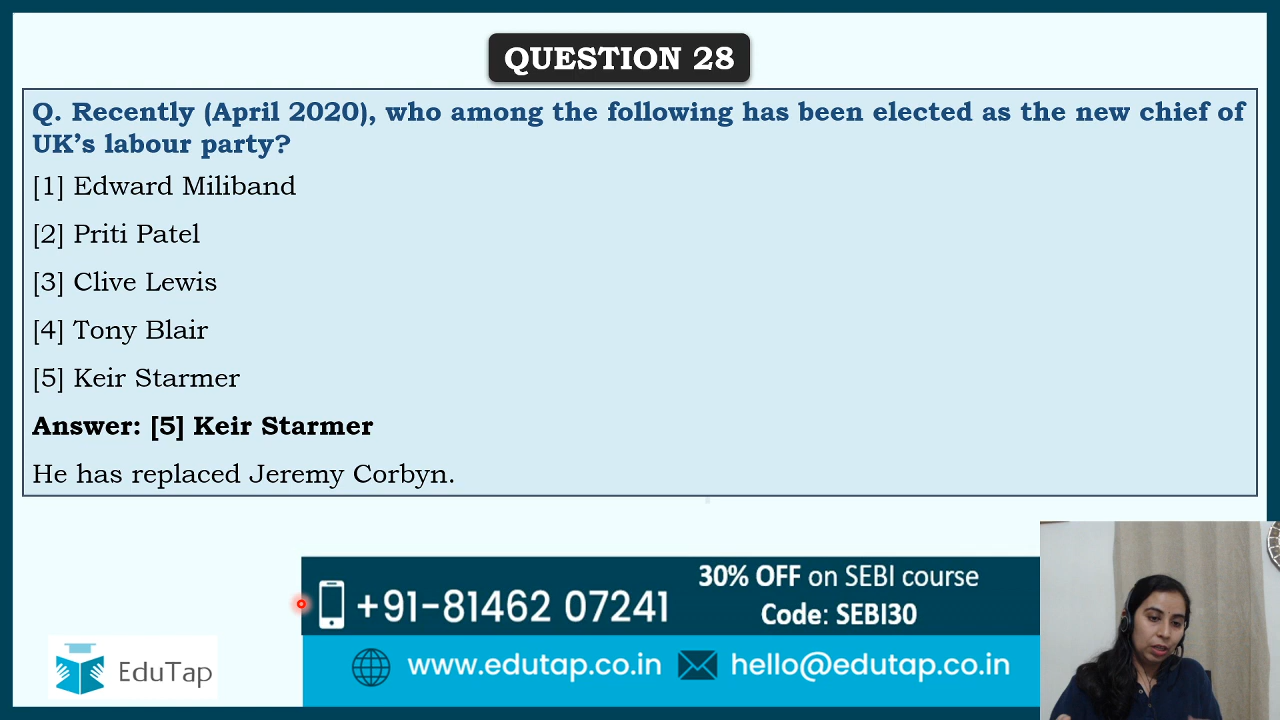 QUESTION 28
Q. Recently (April 2020), who among the following has been elected as the new chief of
UK’s labour party?
[1] Edward Miliband
[2] Priti Patel
[3] Clive Lewis
[4] Tony Blair
[5] Keir Starmer
Answer: [5] Keir Starmer
He has replaced Jeremy Corbyn.
+91-81462 07241
30% OFF on SEBI course
Code: SEBI30
EduTap
www.edutap.co.in
hello@edutap.co.in